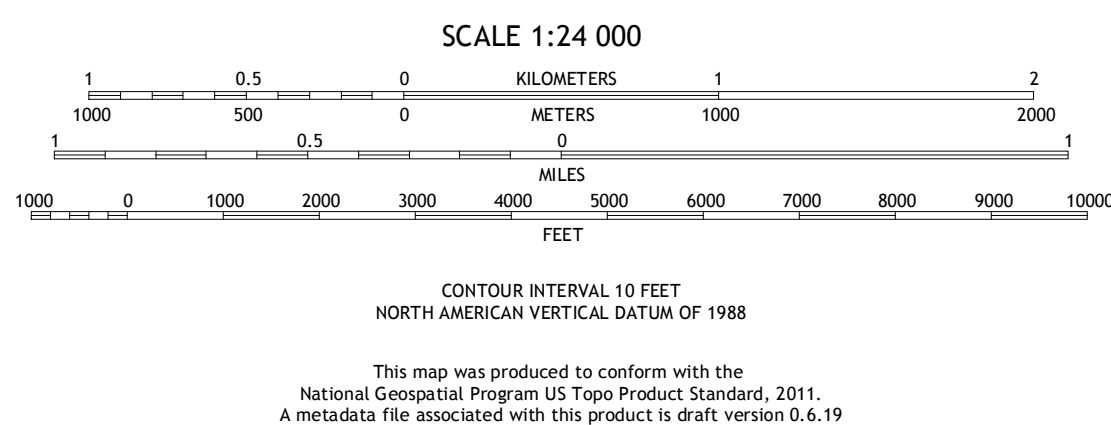 SCALE 1:24 000
1 0.5 0 KILOMETERS 1 2
1000 500 0 METERS 1000 2000
1 0.5 0 1
MILES
1000 0 1000 2000 3000 4000 5000 6000 7000 8000 9000 10000
FEET
CONTOUR INTERVAL 10 FEET
NORTH AMERICAN VERTICAL DATUM OF 1988
This map was produced to conform with the
National Geospatial Program US Topo Product Standard, 2011.
A metadata file associated with this product is draft version 0.6.19